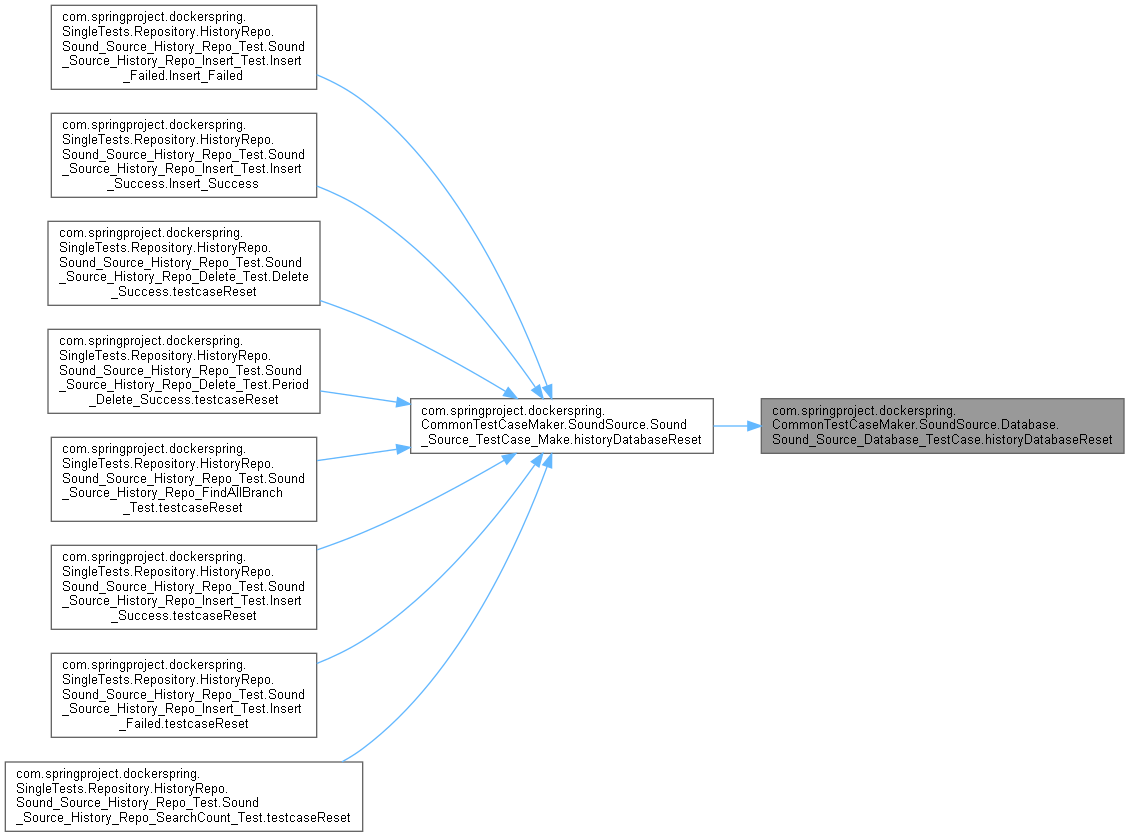 com.springproject.dockerspring.
SingleTests.Repository.HistoryRepo.
Sound_Source_History_Repo_Test.Sound
_Source_History_Repo_Insert_Test.Insert
_Failed.Insert_Failed
com.springproject.dockerspring.
SingleTests.Repository.HistoryRepo.
Sound_Source_History_Repo_Test.Sound
_Source_History_Repo_Insert_Test.Insert
_Success.Insert_Success
com.springproject.dockerspring.
SingleTests.Repository.HistoryRepo.
Sound_Source_History_Repo_Test.Sound
_Source_History_Repo_Delete_Test.Delete
_Success.testcaseReset
com.springproject.dockerspring.
SingleTests.Repository.HistoryRepo.
Sound_Source_History_Repo_Test.Sound
_Source_History_Repo_Delete_Test.Period
_Delete_Success.testcaseReset
com.springproject.dockerspring.
SingleTests.Repository.HistoryRepo.
Sound_Source_History_Repo_Test.Sound
_Source_History_Repo_FindAllBranch
_Test.testcaseReset
com.springproject.dockerspring.
SingleTests.Repository.HistoryRepo.
Sound_Source_History_Repo_Test.Sound
_Source_History_Repo_Insert_Test.Insert
_Success.testcaseReset
com.springproject.dockerspring.
SingleTests.Repository.HistoryRepo.
Sound_Source_History_Repo_Test.Sound
_Source_History_Repo_Insert_Test.Insert
_Failed.testcaseReset
com.springproject.dockerspring.
SingleTests.Repository.HistoryRepo.
Sound_Source_History_Repo_Test.Sound
_Source_History_Repo_SearchCount_Test.testcaseReset
com.springproject.dockerspring.
CommonTestCaseMaker.SoundSource.Sound
_Source_TestCase_Make.historyDatabaseReset
com.springproject.dockerspring.
CommonTestCaseMaker.SoundSource.Database.
Sound_Source_Database_TestCase.historyDatabaseReset